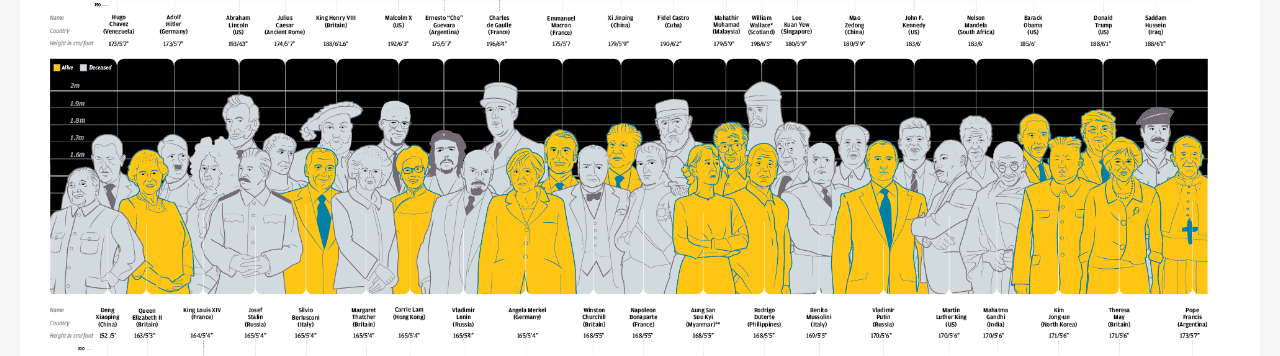 150
Name Hugo Adolf Abraham Julius King Henry VIII Malcolm X Ernesto "Che" Charles Emmanuel Xi Jinping Fidel Castro Mahathir William Lee Mao John F. Nelson Barack Donald Saddam
Chavez Hitler Lincoln Caesar (Britain) (US) Guevara de Gaulle Macron (China) (Cuba) Mohamad Wallace* Kuan Yew Zedong Kennedy Mandela Obama Trump Hussein
Country (Venezuela) (Germany) (US) (Ancient Rome) (Argentina) (France) (France) (Malaysia) (Scotland) (Singapore) (China) (US) (South Africa) (US) (US) (Iraq)
Height in cm/foot 173/5'7" 173/5'7" 193/6'3" 174/5'7" 188/6'1.6" 192/6'3" 175/5'7" 196/6'4" 175/5'7 179/5'9" 190/6'2" 179/5'9" 198/6'5" 180/5'9" 180/5'9" 183/6' 183/6' 185/6' 188/6'1" 188/6'1"
Alive Deceased
2m
1.9m
1.8m
1.7m
1.6m
Name Deng Queen King Louis XIV Josef Silvio Margaret Carrie Lam Vladimir Angela Merkel Winston Napoleon Aung San Rodrigo Benito Vladimir Martin Mahatma Kim Theresa Pope
Xiaoping Elizabeth II (France) Stalin Berlusconi Thatcher (Hong Kong) Lenin (Germany) Churchill Bonaparte Suu Kyi Duterte Mussolini Putin Luther King Gandhi Jong-un May Francis
Country (China) (Britain) (Russia) (Italy) (Britain) (Russia) (Britain) (France) (Myanmar)** (Philippines) (Italy) (Russia) (US) (India) (North Korea) (Britain) (Argentina)
Height in cm/foot 152/5' 163/5'3" 164/5'4" 165/5'4" 165/5'4" 165/5'4" 165/5'4" 165/5'4" 165/5'4" 168/5'5" 168/5'5" 168/5'5" 168/5'5" 169/5'5" 170/5'6" 170/5'6" 170/5'6" 171/5'6" 171/5'6" 173/5'7"